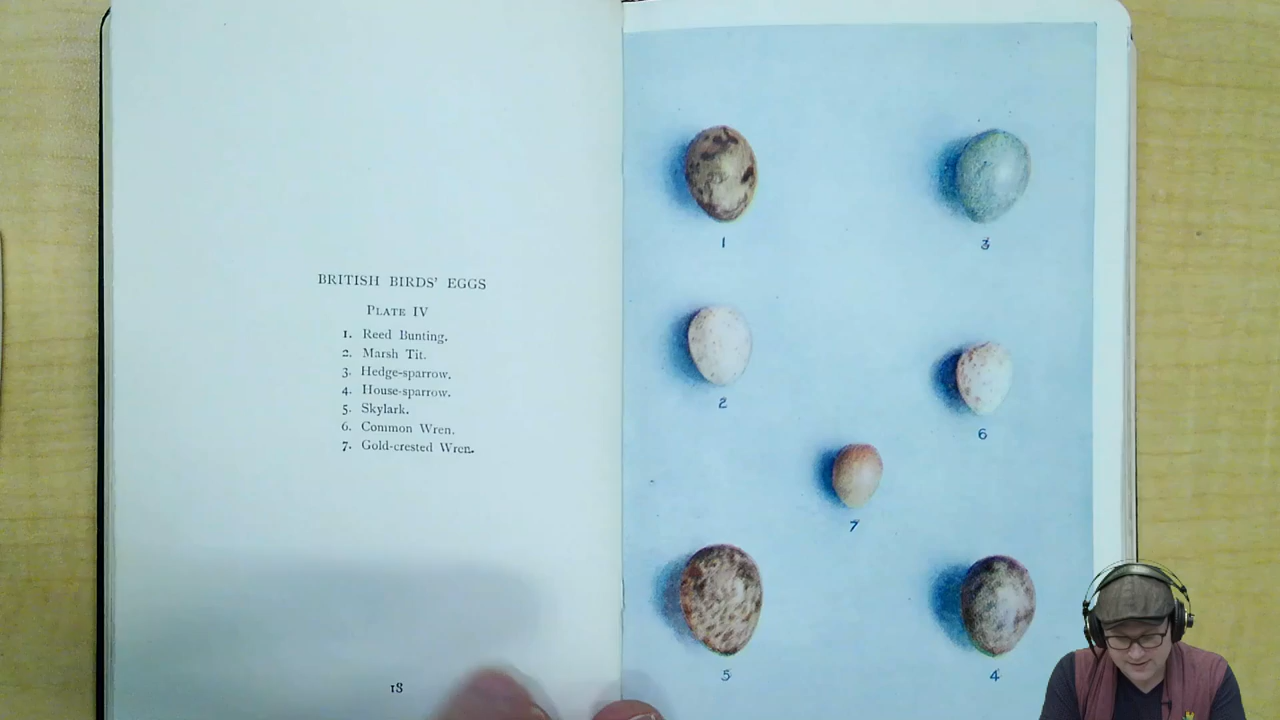 BRITISH BIRDS' EGGS
PLATE IV
1. Reed Bunting.
2. Marsh Tit.
3. Hedge-sparrow.
4. House-sparrow.
5. Skylark.
6. Common Wren.
7. Gold-crested Wren.
18
1
3
2
6
7
5
4